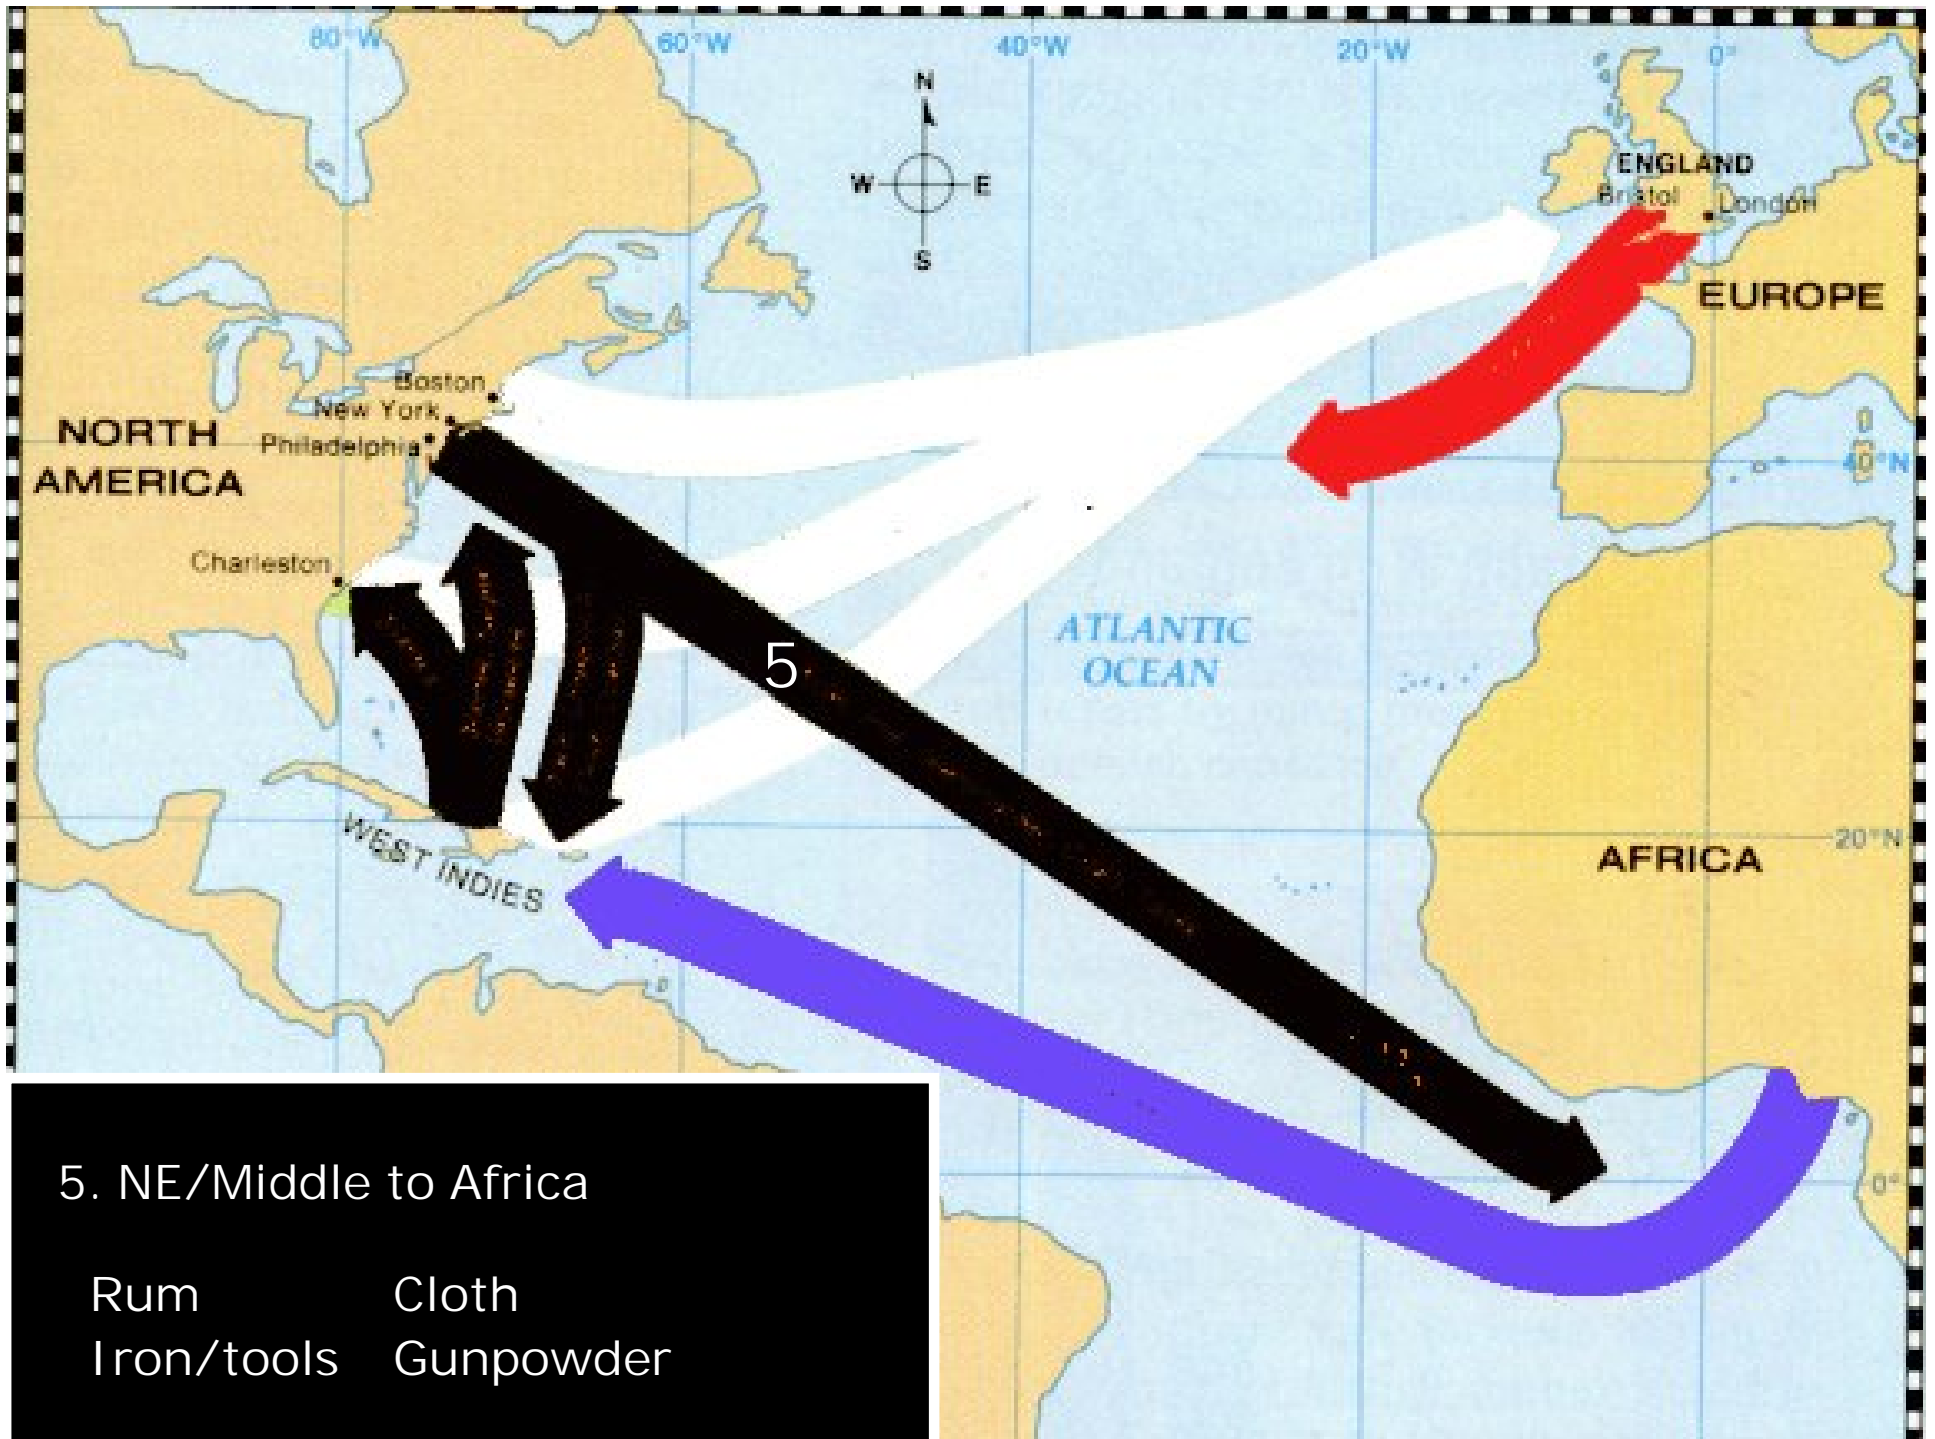 80°W
60°W
40°W
20°W
0°
N
W E
S
ENGLAND
Bristol
London
EUROPE
Boston
New York
Philadelphia
NORTH
AMERICA
40°N
Charleston
ATLANTIC
OCEAN
5
WEST INDIES
20°N
AFRICA
0°
5. NE/Middle to Africa
Rum Cloth
Iron/tools Gunpowder